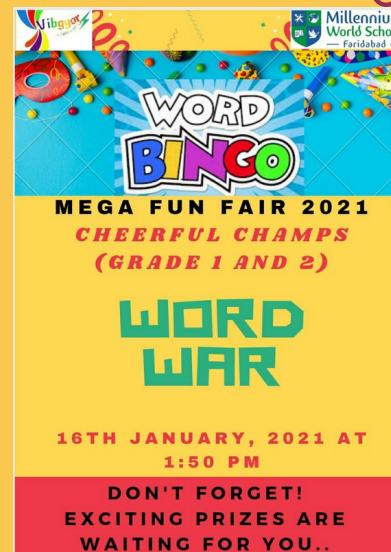 Vibgyor
Millenniu
World Scho
Faridabad
WORD
BINGO
MEGA FUN FAIR 2021
CHEERFUL CHAMPS
(GRADE 1 AND 2)
WORD
WAR
16TH JANUARY, 2021 AT
1:50 PM
DON'T FORGET!
EXCITING PRIZES ARE
WAITING FOR YOU..